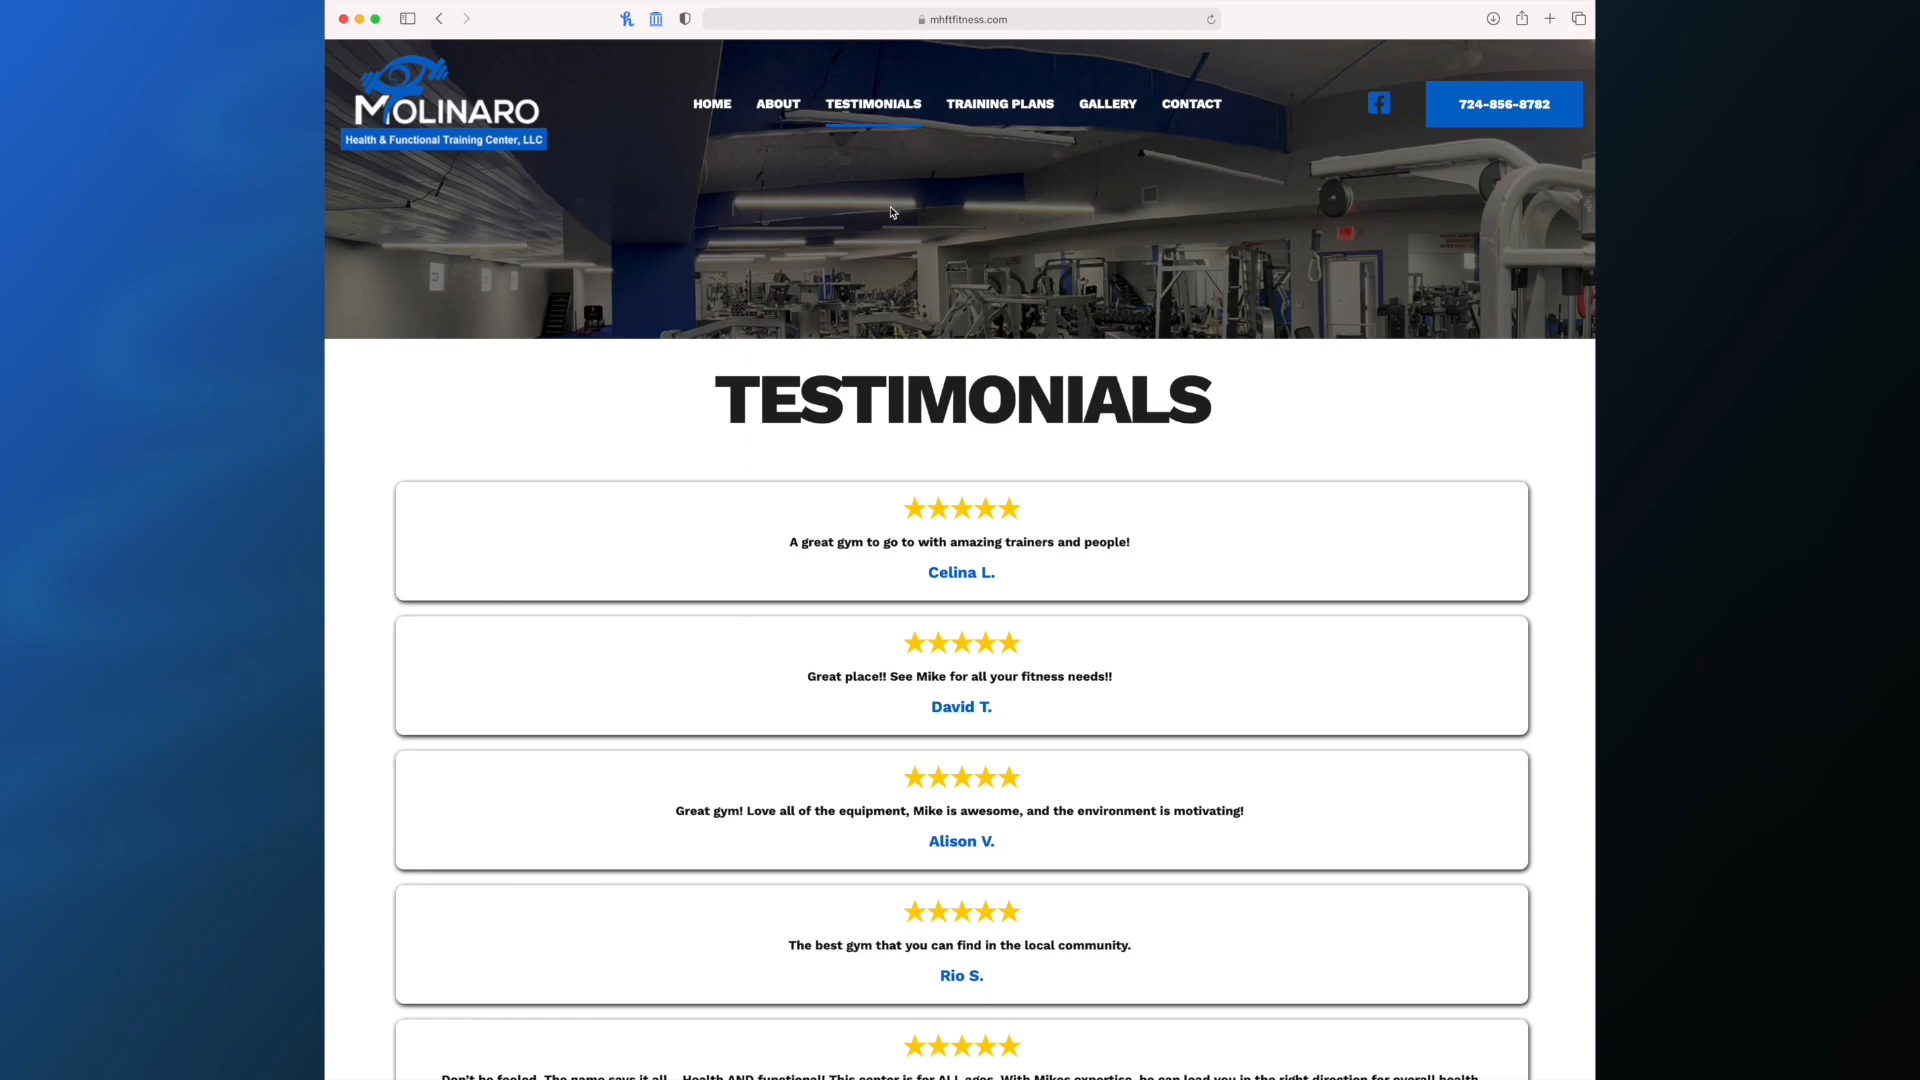 mhftfitness.com
MOLINARO
Health & Functional Training Center, LLC
HOME ABOUT TESTIMONIALS TRAINING PLANS GALLERY CONTACT
724-856-8782
TESTIMONIALS
A great gym to go to with amazing trainers and people!
Celina L.
Great place!! See Mike for all your fitness needs!!
David T.
Great gym! Love all of the equipment, Mike is awesome, and the environment is motivating!
Alison V.
The best gym that you can find in the local community.
Rio S.
Don't be fooled. The name says it all... Health AND functional! This center is for ALL ages. With Mikes expertise, he can lead you in the right direction for overall health